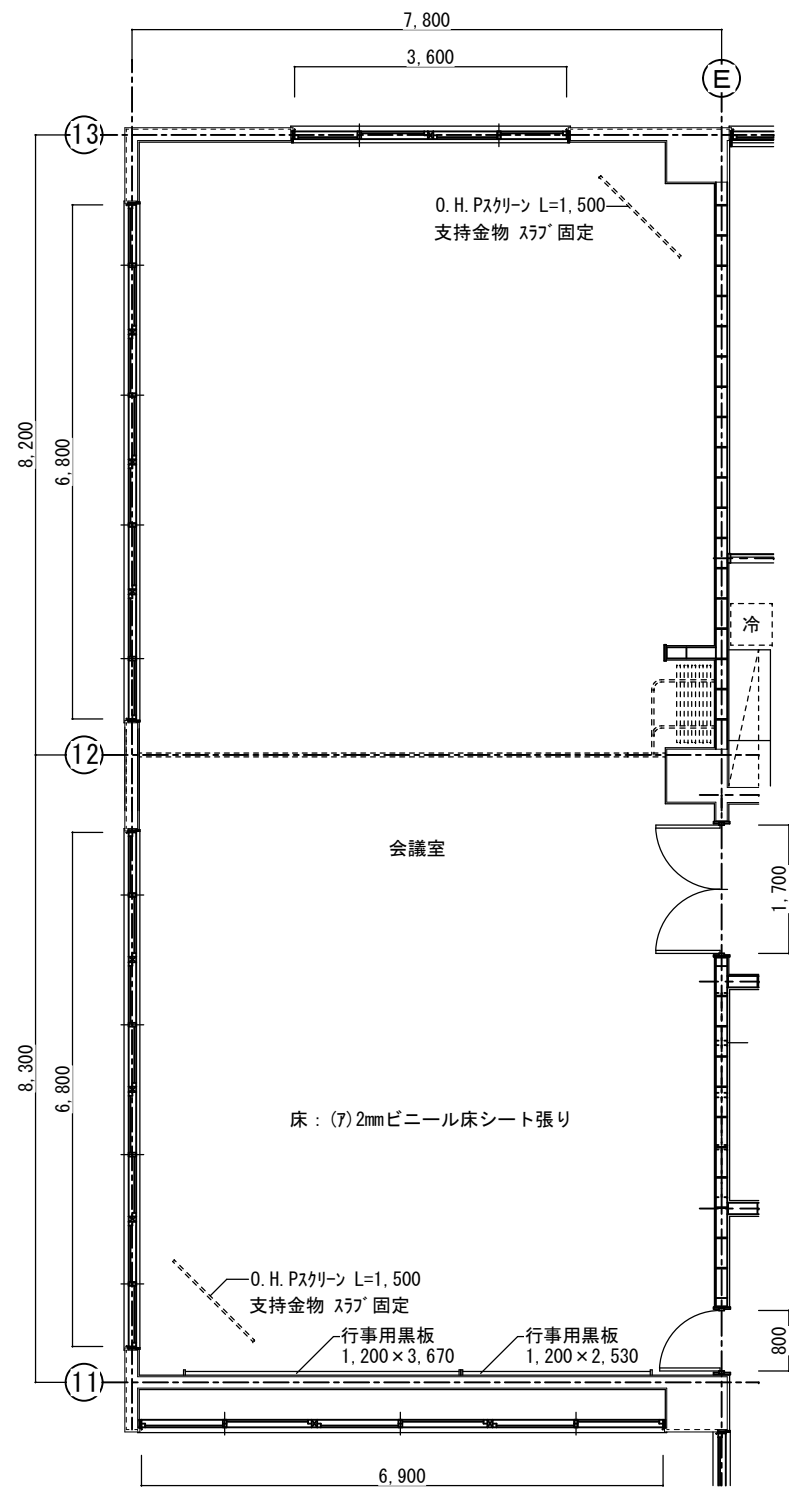 7,800
3,600
E
13
O.H.Pｽｸﾘｰﾝ L=1,500
支持金物 ｽﾗﾌﾞ固定
8,200
6,800
冷
12
会議室
1,700
8,300
6,800
床：(ｱ)2mmビニール床シート張り
O.H.Pｽｸﾘｰﾝ L=1,500
支持金物 ｽﾗﾌﾞ固定
行事用黒板
1,200×3,670
行事用黒板
1,200×2,530
800
11
6,900